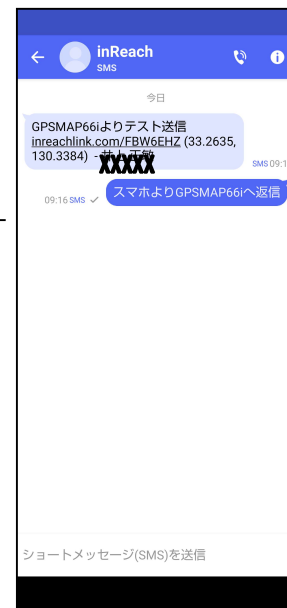 inReach
SMS
今日
GPSMAP66iよりテスト送信
inreachlink.com/FBW6EHZ (33.2635,
130.3384) -
XXXXX
SMS 09:1
スマホよりGPSMAP66iへ返信
09:16 SMS
ショートメッセージ(SMS)を送信